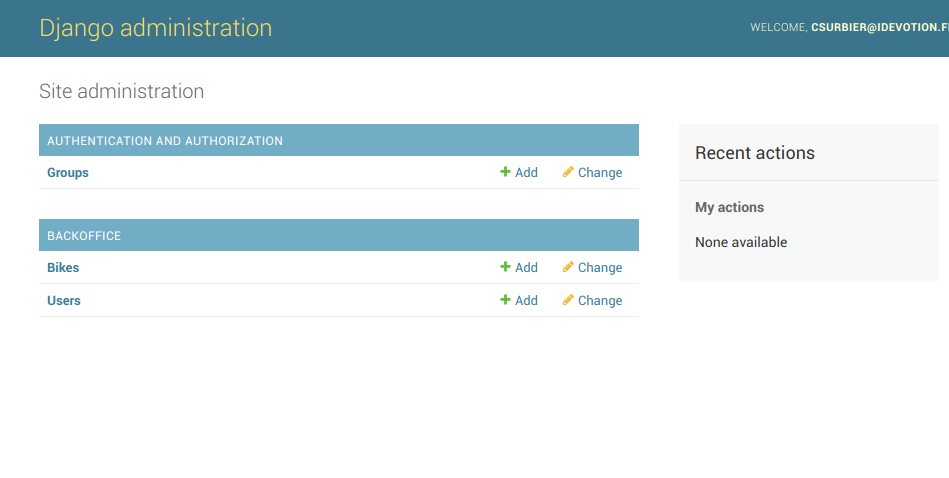 Django administration
WELCOME, CSURBIER@IDEVOTION.
Site administration
AUTHENTICATION AND AUTHORIZATION
Groups Add Change
BACKOFFICE
Bikes Add Change
Users Add Change
Recent actions
My actions
None available